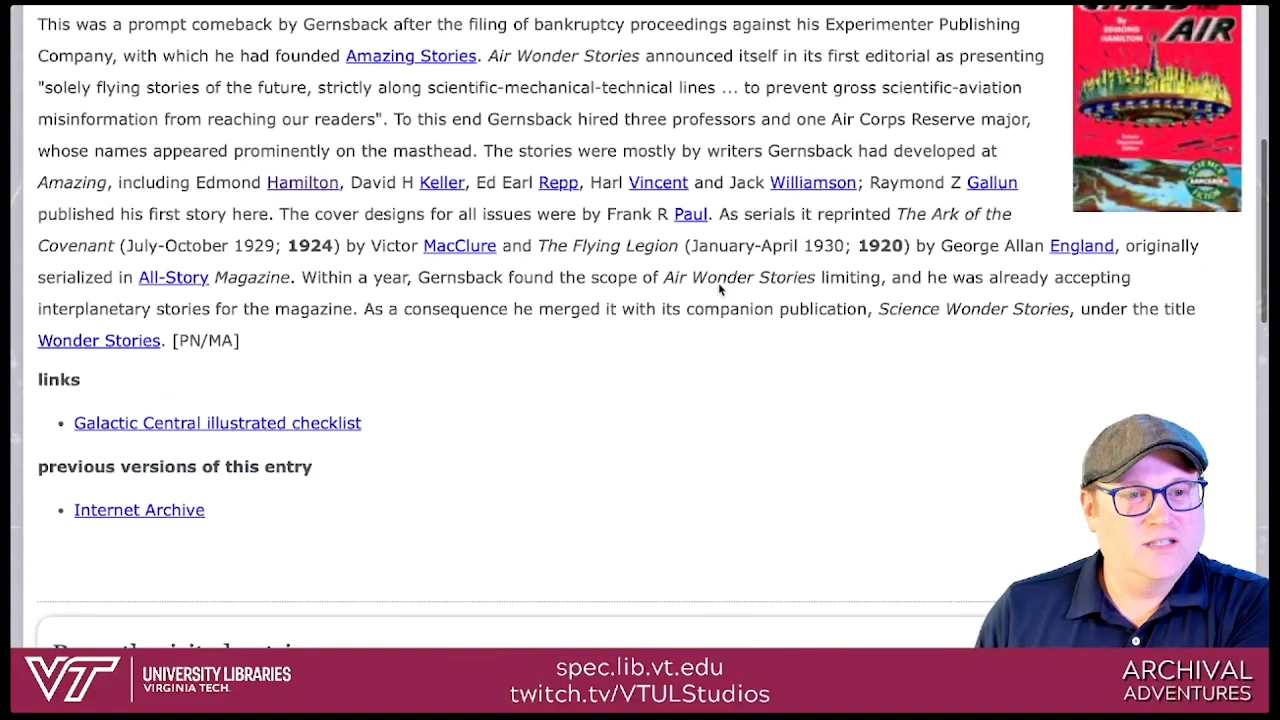 This was a prompt comeback by Gernsback after the filing of bankruptcy proceedings against his Experimenter Publishing
Company, with which he had founded Amazing Stories. Air Wonder Stories announced itself in its first editorial as presenting
"solely flying stories of the future, strictly along scientific-mechanical-technical lines ... to prevent gross scientific-aviation
misinformation from reaching our readers". To this end Gernsback hired three professors and one Air Corps Reserve major,
whose names appeared prominently on the masthead. The stories were mostly by writers Gernsback had developed at
Amazing, including Edmond Hamilton, David H Keller, Ed Earl Repp, Harl Vincent and Jack Williamson; Raymond Z Gallun
published his first story here. The cover designs for all issues were by Frank R Paul. As serials it reprinted The Ark of the
Covenant (July-October 1929; 1924) by Victor MacClure and The Flying Legion (January-April 1930; 1920) by George Allan England, originally
serialized in All-Story Magazine. Within a year, Gernsback found the scope of Air Wonder Stories limiting, and he was already accepting
interplanetary stories for the magazine. As a consequence he merged it with its companion publication, Science Wonder Stories, under the title
Wonder Stories. [PN/MA]
links
• Galactic Central illustrated checklist
previous versions of this entry
• Internet Archive
AIR
By
EDMOND
HAMILTON
VT
UNIVERSITY LIBRARIES
VIRGINIA TECH.
spec.lib.vt.edu
twitch.tv/VTULStudios
ARCHIVAL
ADVENTURES